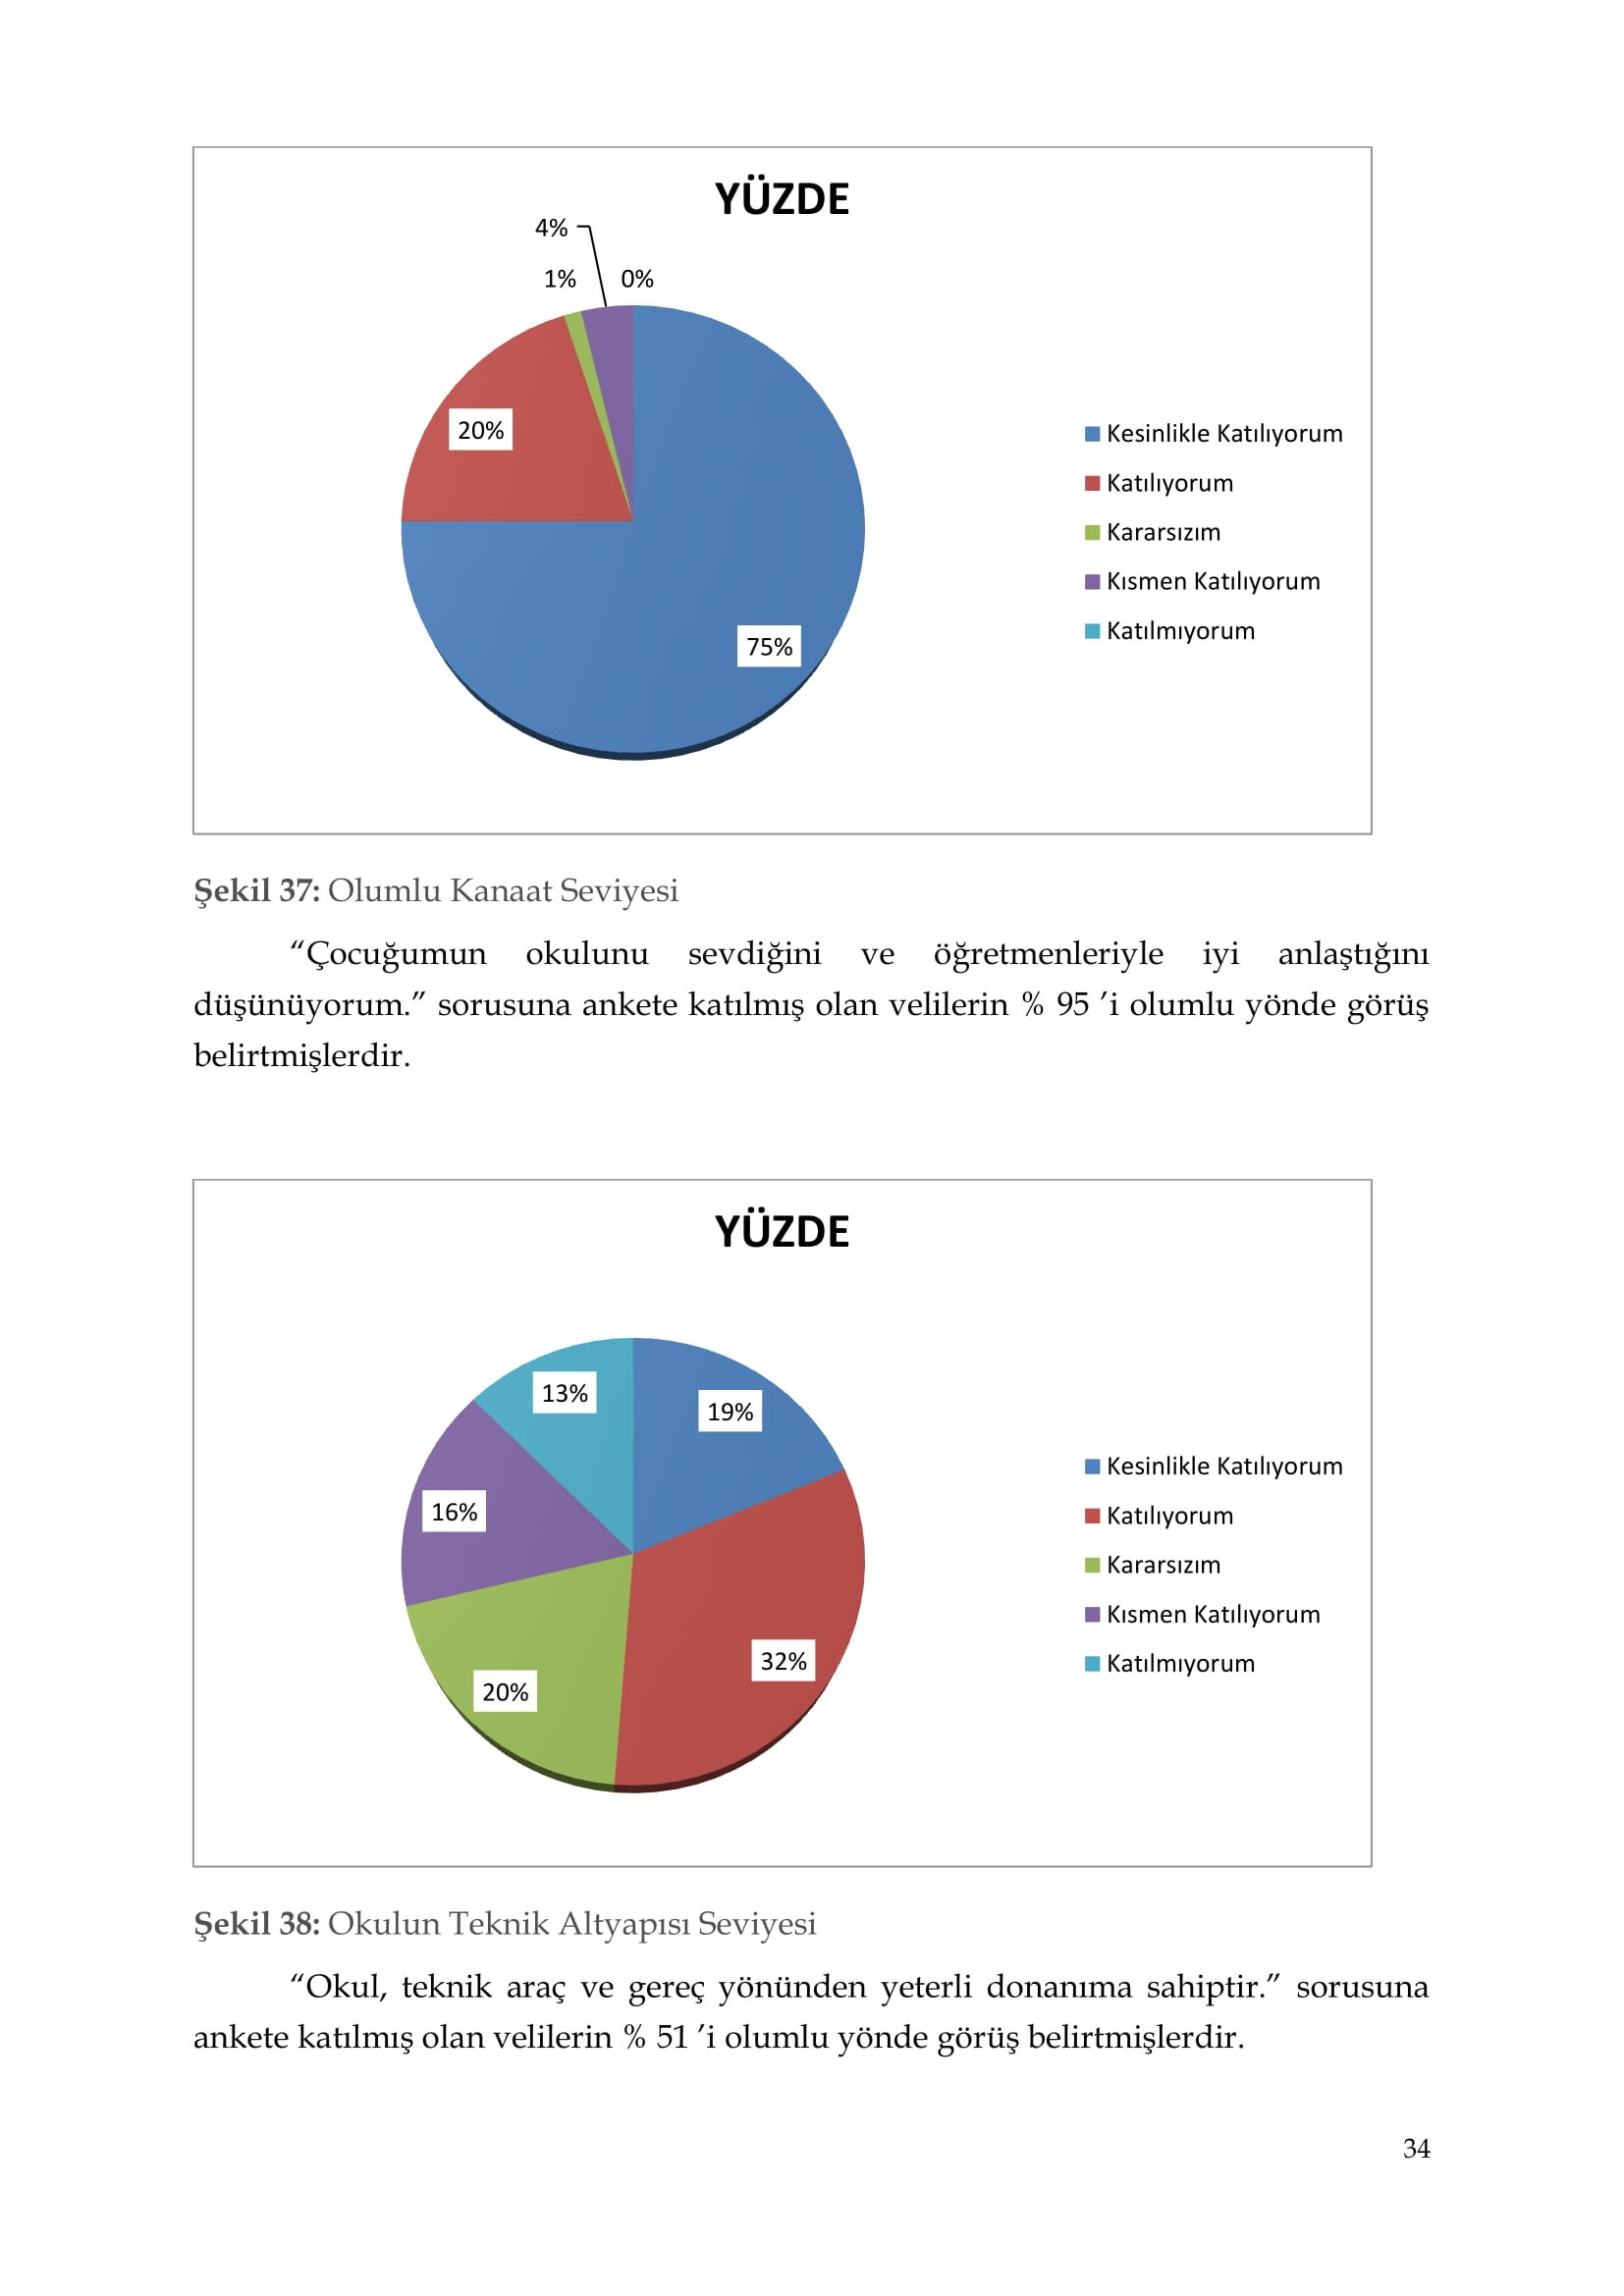 YÜZDE
4%
1%
0%
20%
75%
Kesinlikle Katılıyorum
Katılıyorum
Kararsızım
Kısmen Katılıyorum
Katılmıyorum
Şekil 37: Olumlu Kanaat Seviyesi
“Çocuğumun okulunu sevdiğini ve öğretmenleriyle iyi anlaştığını
düşünüyorum.” sorusuna ankete katılmış olan velilerin % 95 ’i olumlu yönde görüş
belirtmişlerdir.
YÜZDE
13%
19%
16%
32%
20%
Kesinlikle Katılıyorum
Katılıyorum
Kararsızım
Kısmen Katılıyorum
Katılmıyorum
Şekil 38: Okulun Teknik Altyapısı Seviyesi
“Okul, teknik araç ve gereç yönünden yeterli donanıma sahiptir.” sorusuna
ankete katılmış olan velilerin % 51 ’i olumlu yönde görüş belirtmişlerdir.
34